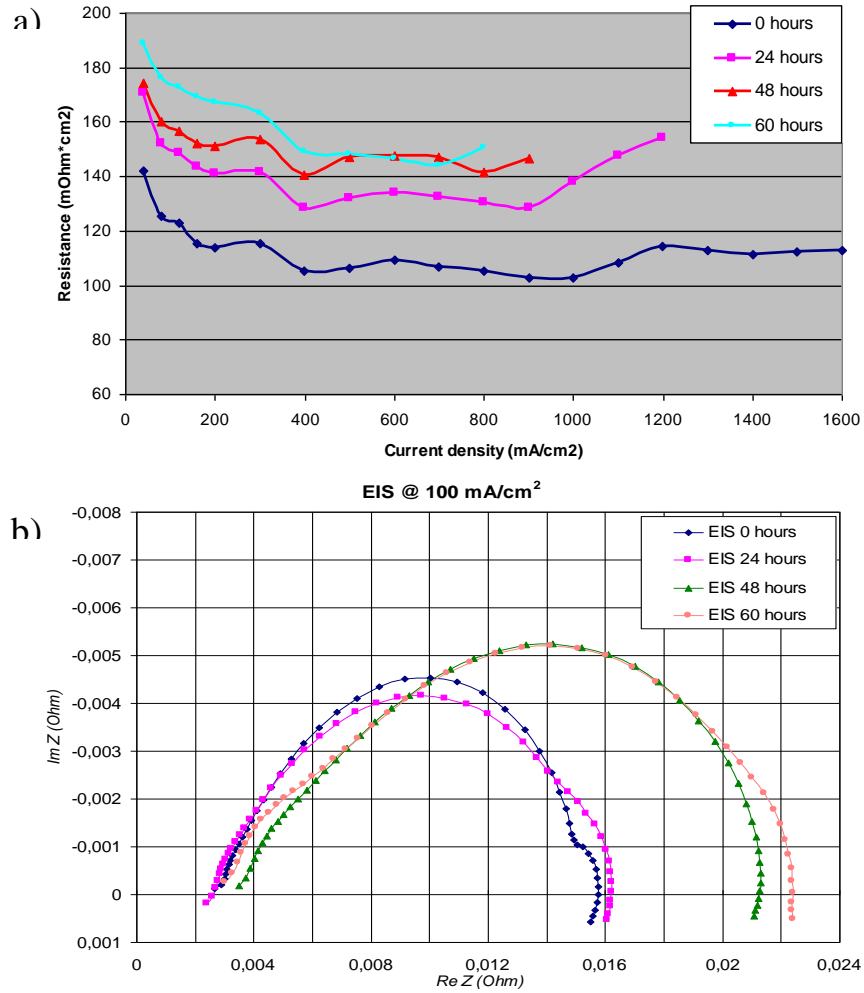 a)
200
180
160
140
120
100
80
60
Resistance (mOhm*cm2)
0 200 400 600 800 1000 1200 1400 1600
Current density (mA/cm2)
0 hours
24 hours
48 hours
60 hours
EIS @ 100 mA/cm²
b)
-0,008
-0,007
-0,006
-0,005
-0,004
-0,003
-0,002
-0,001
0
0,001
Im Z (Ohm)
0 0,004 0,008 0,012 0,016 0,02 0,024
Re Z (Ohm)
EIS 0 hours
EIS 24 hours
EIS 48 hours
EIS 60 hours